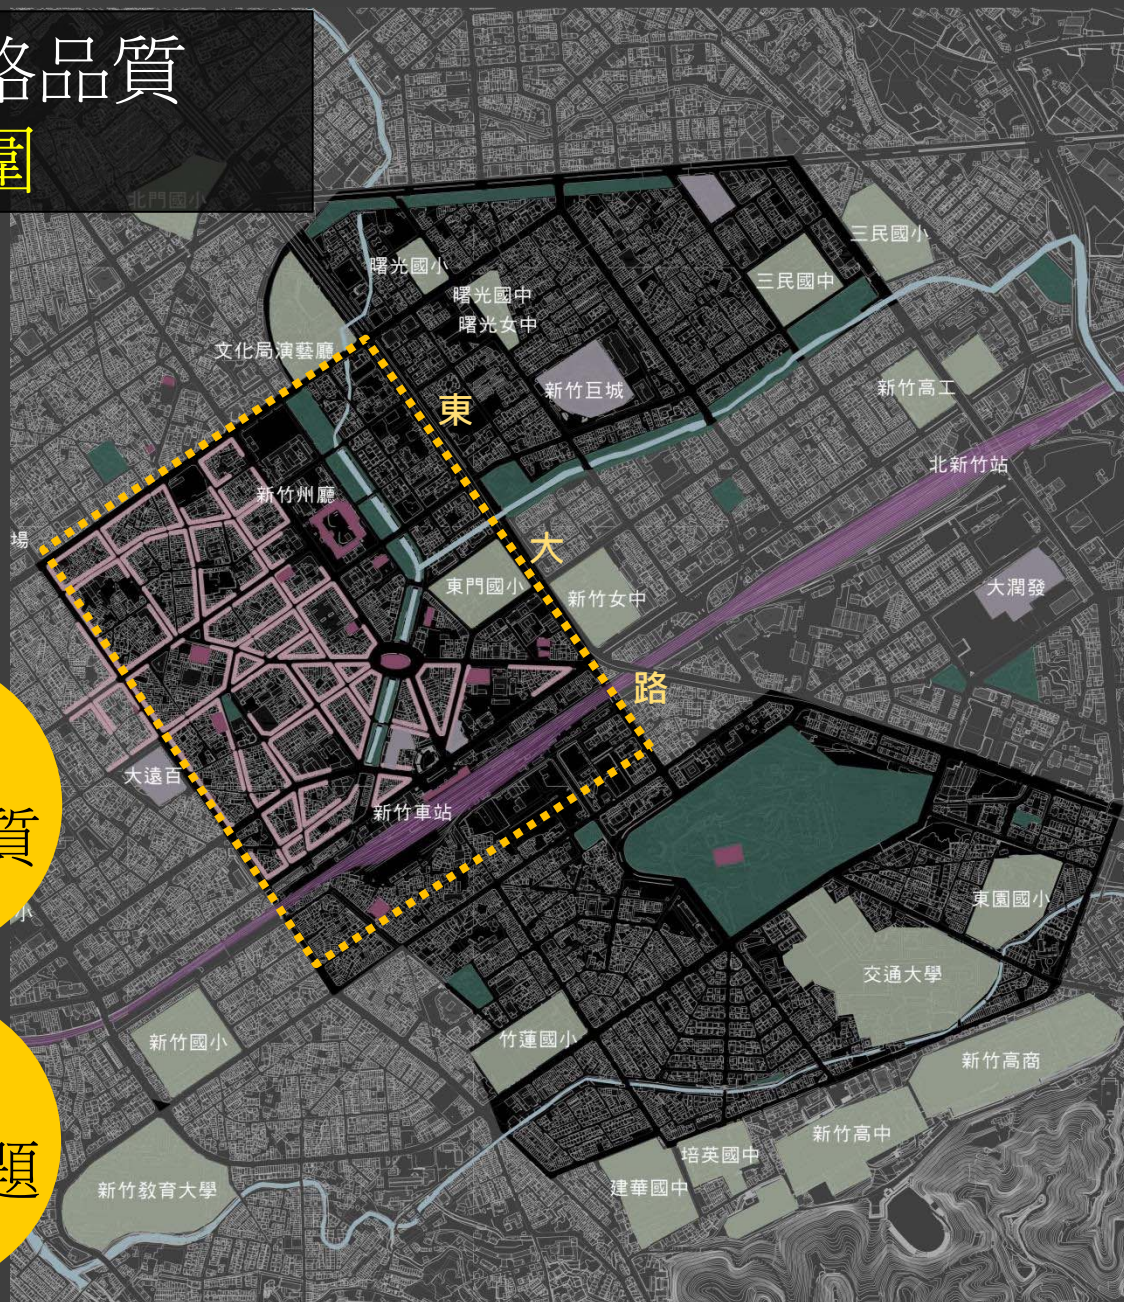 路品質
圍
北門國小
三民國小
曙光國小
三民國中
曙光國中
曙光女中
文化局演藝廳
新竹巨城
新竹高工
東
北新竹站
新竹州廳
場
大
東門國小
新竹女中
大潤發
路
大遠百
新竹車站
質
東園國小
小
交通大學
新竹國小
竹蓮國小
新竹高商
新竹高中
培英國中
題
新竹教育大學
建華國中